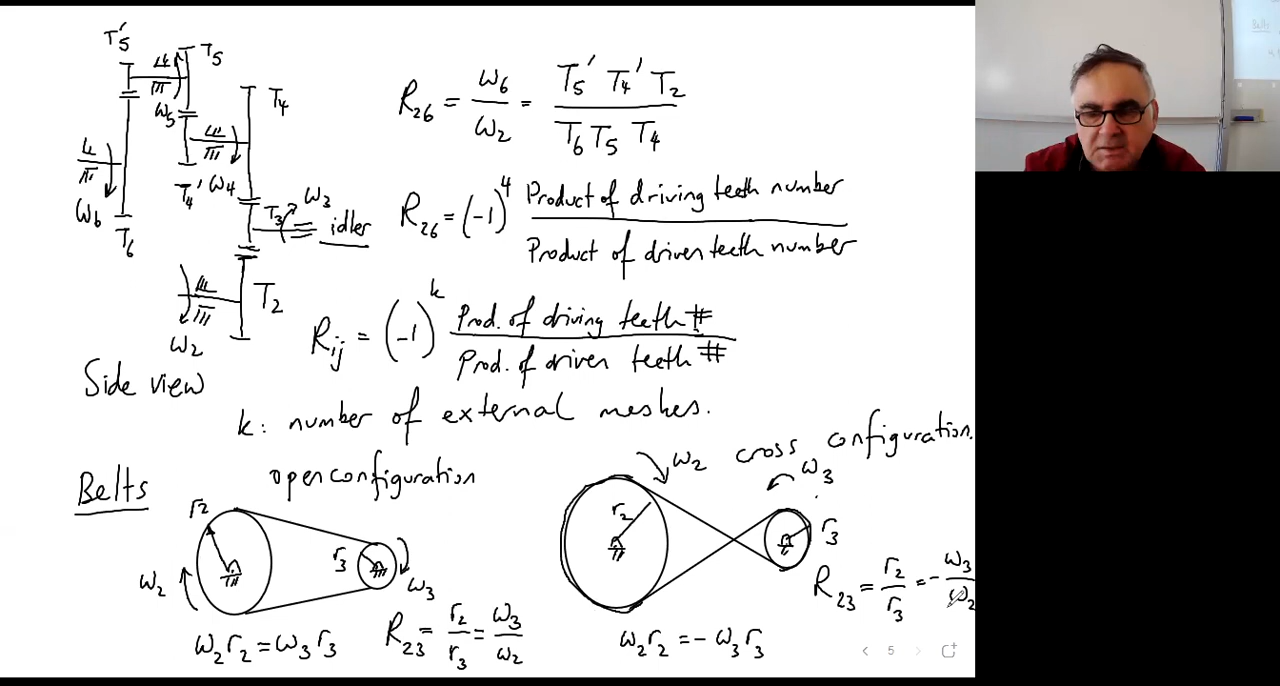 T₅' T₅
ω₅
T₄
T₄' ω₄
ω₆
T₆
T₃ ω₃
idler
T₂
ω₂
Side view
R₂₆ = ω₆/ω₂ = T₅' T₄' T₂ / T₆ T₅ T₄
R₂₆ = (-1)⁴ Product of driving teeth number / Product of driven teeth number
Rᵢⱼ = (-1)ᵏ Prod. of driving teeth # / Prod. of driven teeth #
k: number of external meshes.
Belts
open configuration
r₂
ω₂
r₃
ω₃
ω₂r₂ = ω₃r₃
R₂₃ = r₂/r₃ = ω₃/ω₂
cross configuration.
ω₂
ω₃
r₂
r₃
ω₂r₂ = - ω₃r₃
R₂₃ = r₂/r₃ = - ω₃/ω₂
5